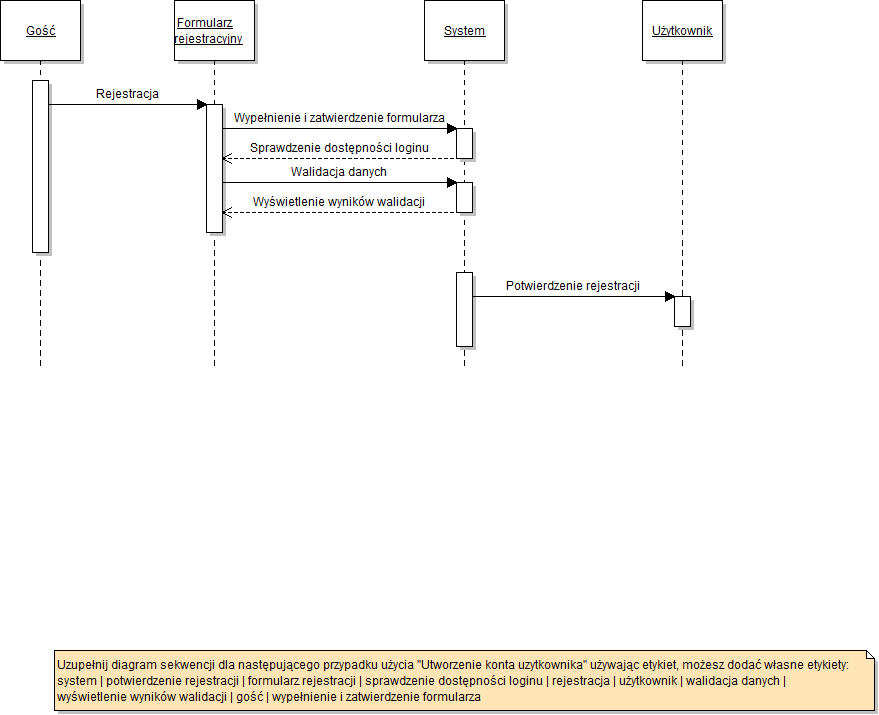 Gość
Formularz
rejestracyjny
System
Użytkownik
Rejestracja
Wypełnienie i zatwierdzenie formularza
Sprawdzenie dostępności loginu
Walidacja danych
Wyświetlenie wyników walidacji
Potwierdzenie rejestracji
Uzupełnij diagram sekwencji dla następującego przypadku użycia "Utworzenie konta uzytkownika" używając etykiet, możesz dodać własne etykiety:
system | potwierdzenie rejestracji | formularz rejestracji | sprawdzenie dostępności loginu | rejestracja | użytkownik | walidacja danych |
wyświetlenie wyników walidacji | gość | wypełnienie i zatwierdzenie formularza